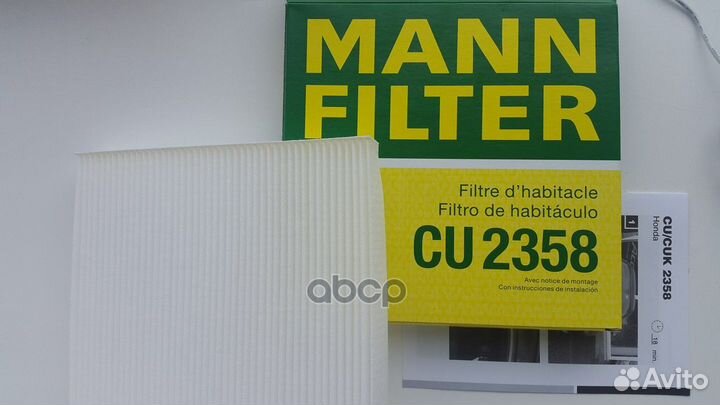 MANN
FILTER
Filtre d'habitacle
Filtro de habitáculo
CU 2358
Avec notice de montage
Con instrucciones de instalación
CU/CUK 2358
Honda
1
18 min.
abcp
Avito